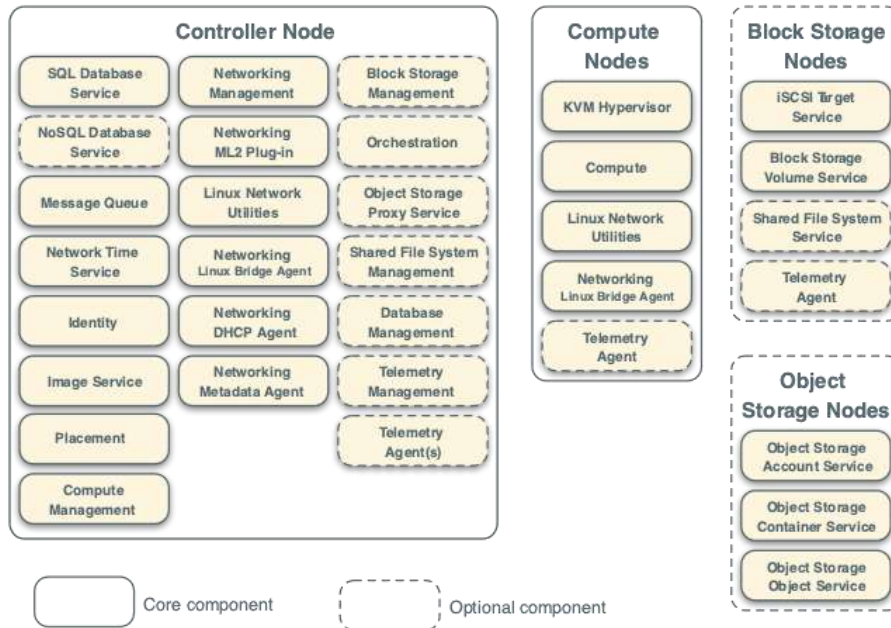 Controller Node
SQL Database
Service
NoSQL Database
Service
Message Queue
Network Time
Service
Identity
Image Service
Placement
Compute
Management
Networking
Management
Networking
ML2 Plug-in
Linux Network
Utilities
Networking
Linux Bridge Agent
Networking
DHCP Agent
Networking
Metadata Agent
Block Storage
Management
Orchestration
Object Storage
Proxy Service
Shared File System
Management
Database
Management
Telemetry
Management
Telemetry
Agent(s)
Compute
Nodes
KVM Hypervisor
Compute
Linux Network
Utilities
Networking
Linux Bridge Agent
Telemetry
Agent
Block Storage
Nodes
iSCSI Target
Service
Block Storage
Volume Service
Shared File System
Service
Telemetry
Agent
Object
Storage Nodes
Object Storage
Account Service
Object Storage
Container Service
Object Storage
Object Service
Core component
Optional component